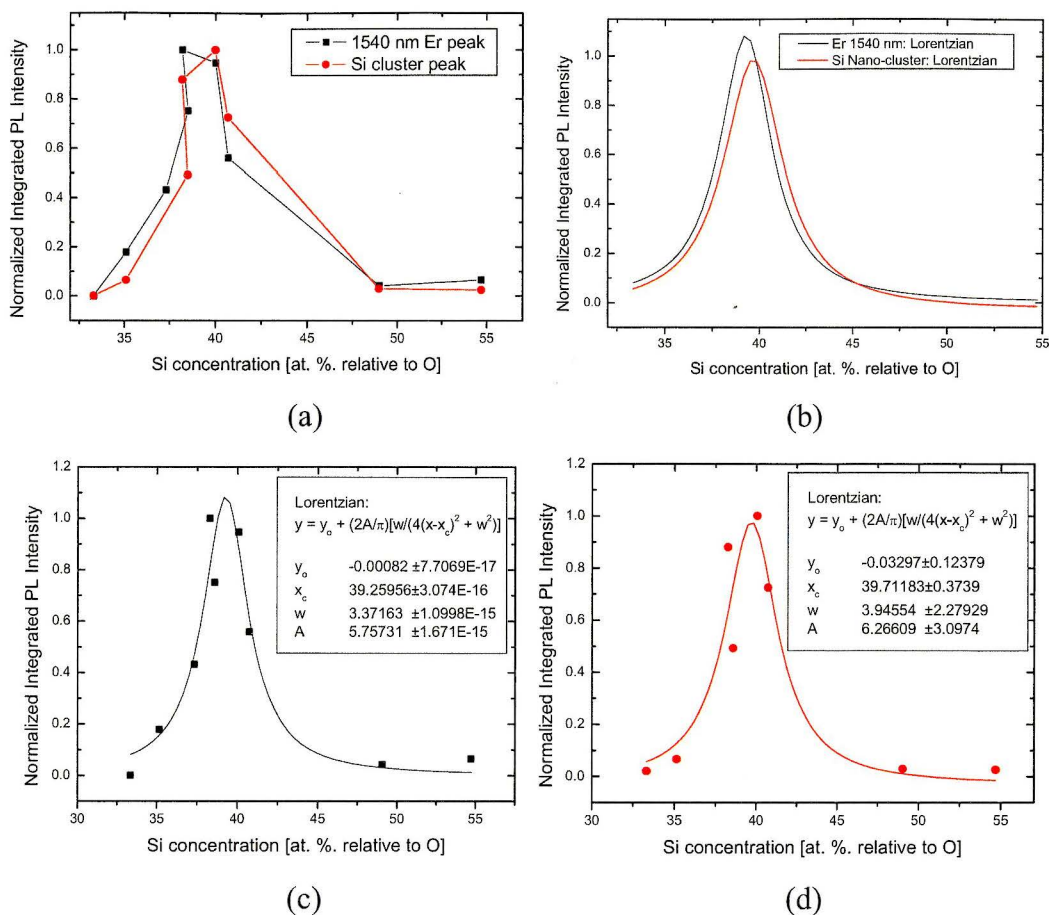 1540 nm Er peak
Si cluster peak
Normalized Integrated PL Intensity
1.0
0.8
0.6
0.4
0.2
0.0
35 40 45 50 55
Si concentration [at. %. relative to O]
(a)
Er 1540 nm: Lorentzian
Si Nano-cluster: Lorentzian
Normalized Integrated PL Intensity
1.0
0.8
0.6
0.4
0.2
0.0
35 40 45 50 55
Si concentration [at. %. relative to O]
(b)
Normalized Integrated PL Intensity
1.2
1.0
0.8
0.6
0.4
0.2
0.0
30 35 40 45 50 55
Si concentration [at. %. relative to O]
Lorentzian:
y = yₒ + (2A/π)[w/(4(x-x_c)² + w²)]
yₒ -0.00082 ±7.7069E-17
x_c 39.25956±3.074E-16
w 3.37163 ±1.0998E-15
A 5.75731 ±1.671E-15
(c)
Normalized Integrated PL Intensity
1.2
1.0
0.8
0.6
0.4
0.2
0.0
30 35 40 45 50 55
Si concentration [at. %. relative to O]
Lorentzian:
y = yₒ + (2A/π)[w/(4(x-x_c)² + w²)]
yₒ -0.03297±0.12379
x_c 39.71183±0.3739
w 3.94554 ±2.27929
A 6.26609 ±3.0974
(d)